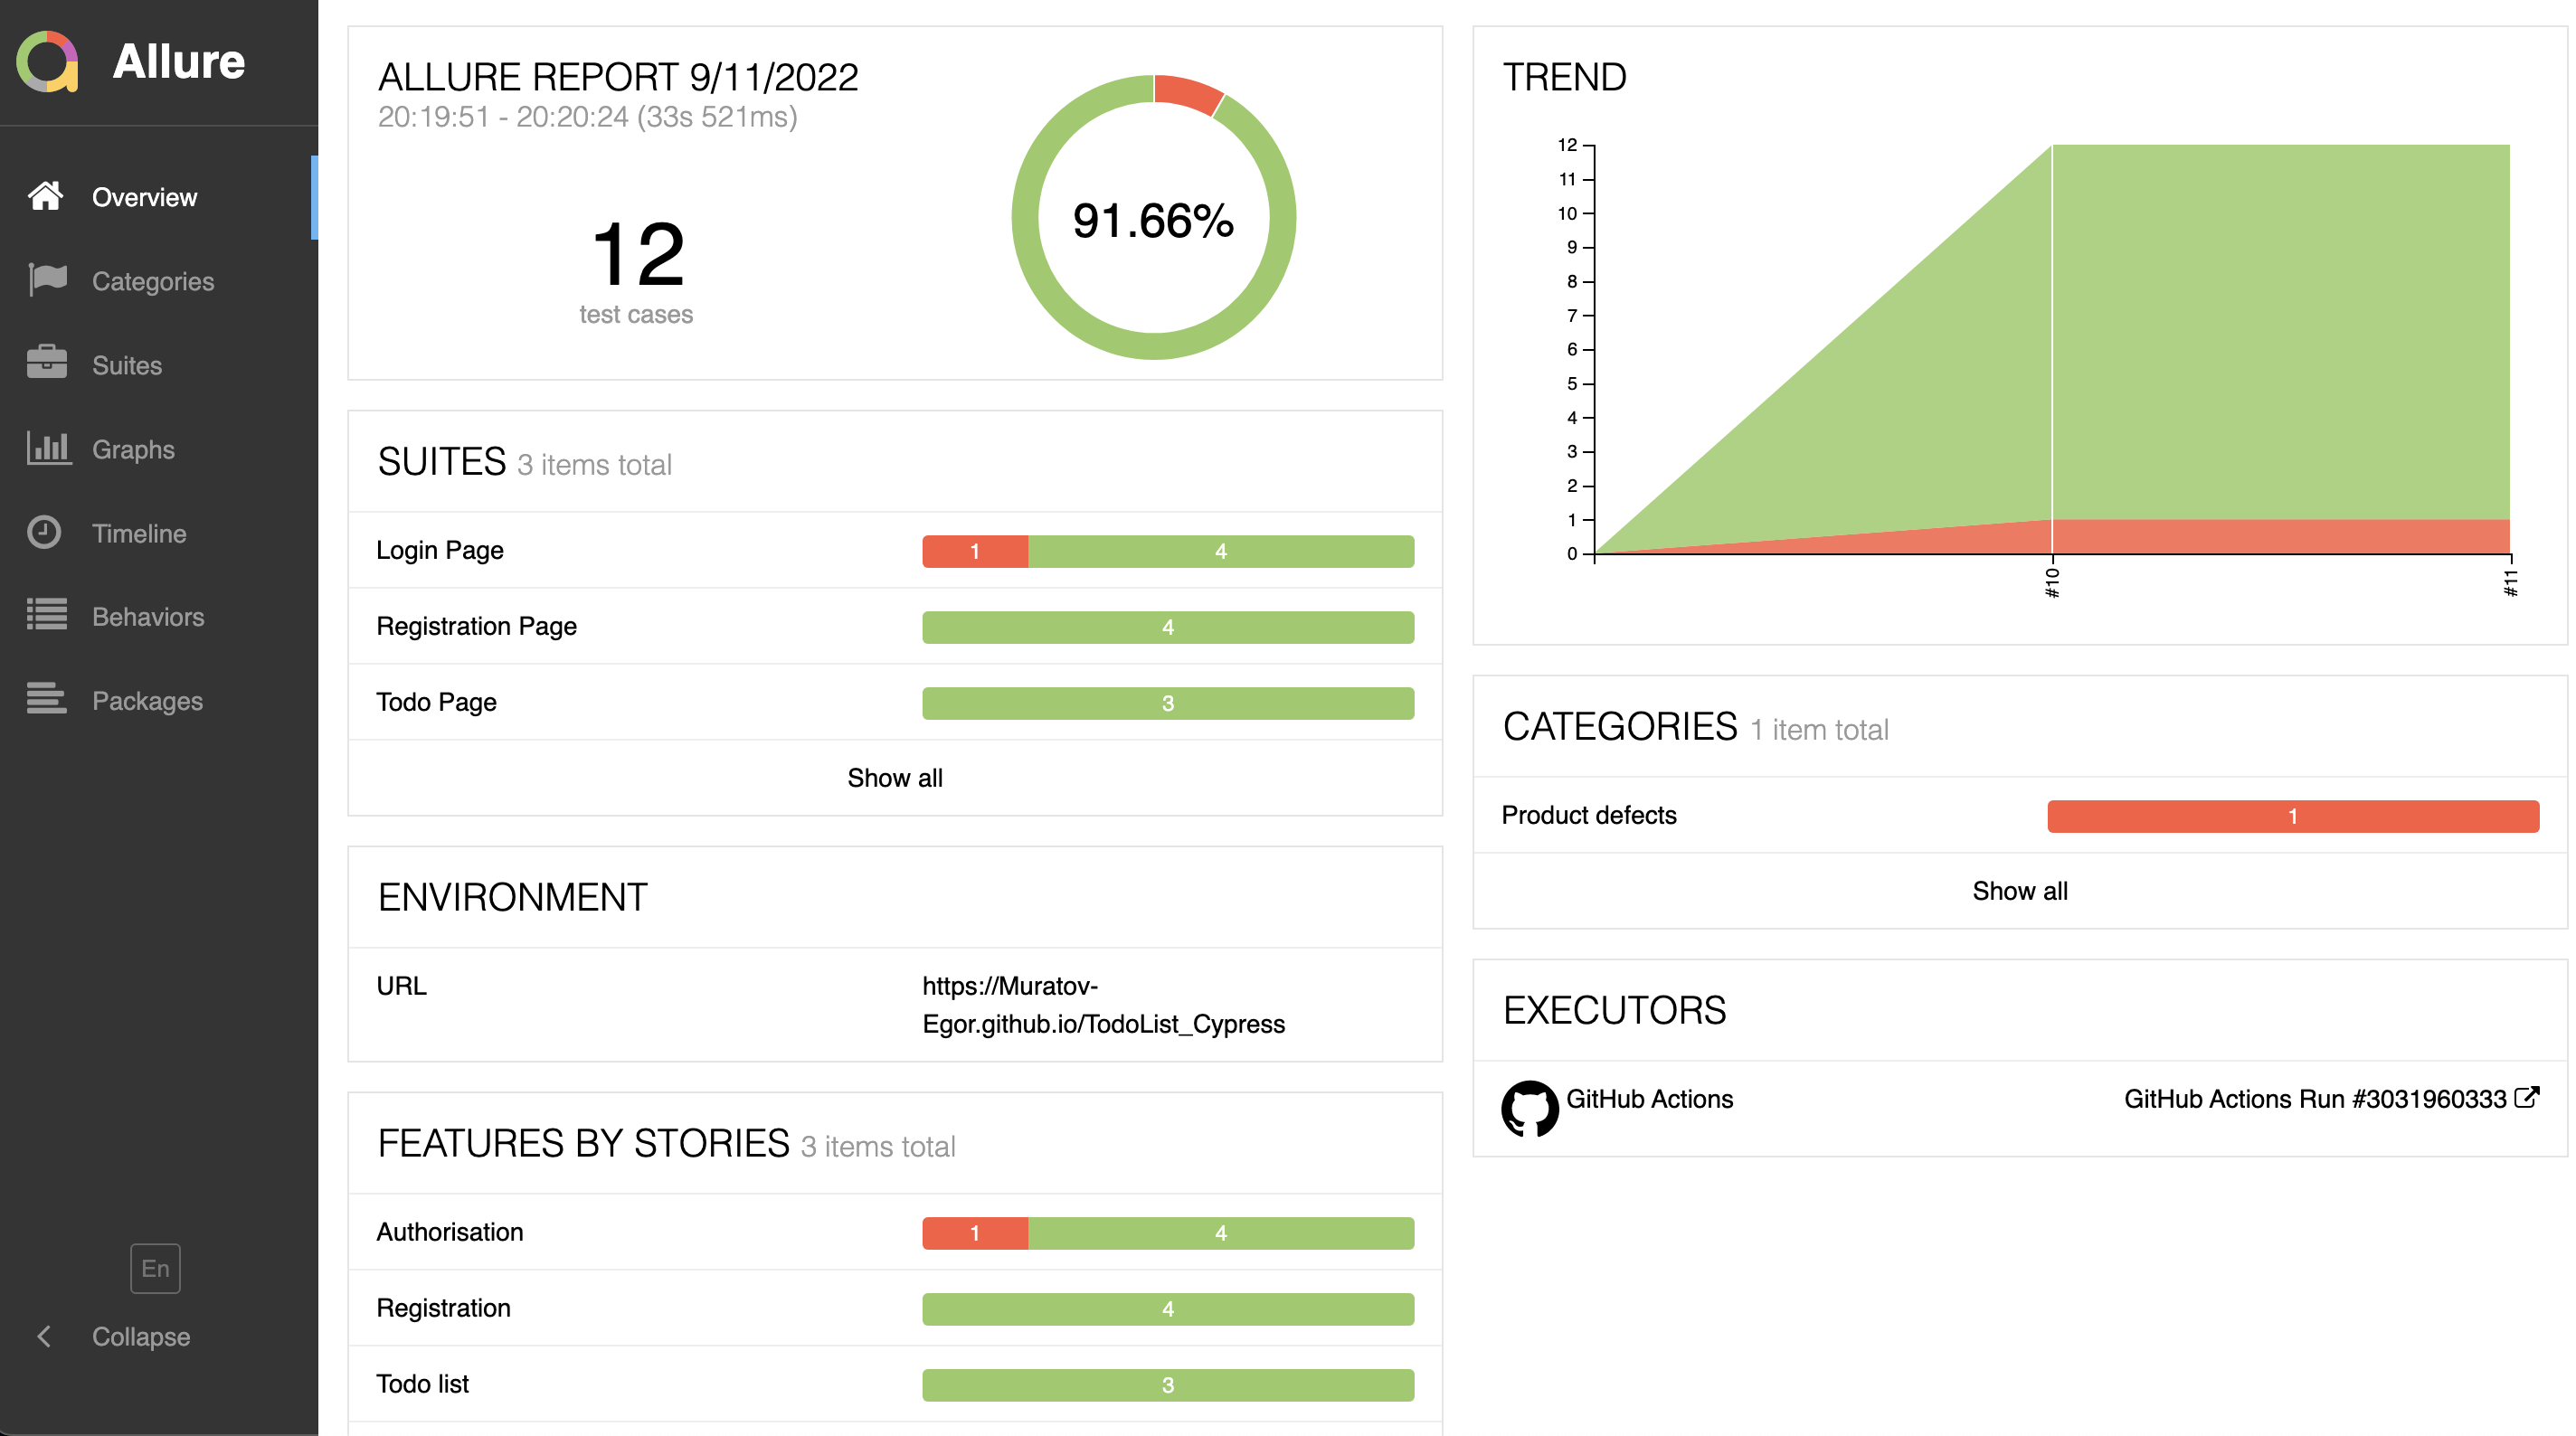 Allure
Overview
Categories
Suites
Graphs
Timeline
Behaviors
Packages
En
Collapse
ALLURE REPORT 9/11/2022
20:19:51 - 20:20:24 (33s 521ms)
12
test cases
91.66%
SUITES 3 items total
Login Page 1 4
Registration Page 4
Todo Page 3
Show all
ENVIRONMENT
URL https://Muratov-
Egor.github.io/TodoList_Cypress
FEATURES BY STORIES 3 items total
Authorisation 1 4
Registration 4
Todo list 3
TREND
12
11
10
9
8
7
6
5
4
3
2
1
0
#10
#11
CATEGORIES 1 item total
Product defects 1
Show all
EXECUTORS
GitHub Actions GitHub Actions Run #3031960333